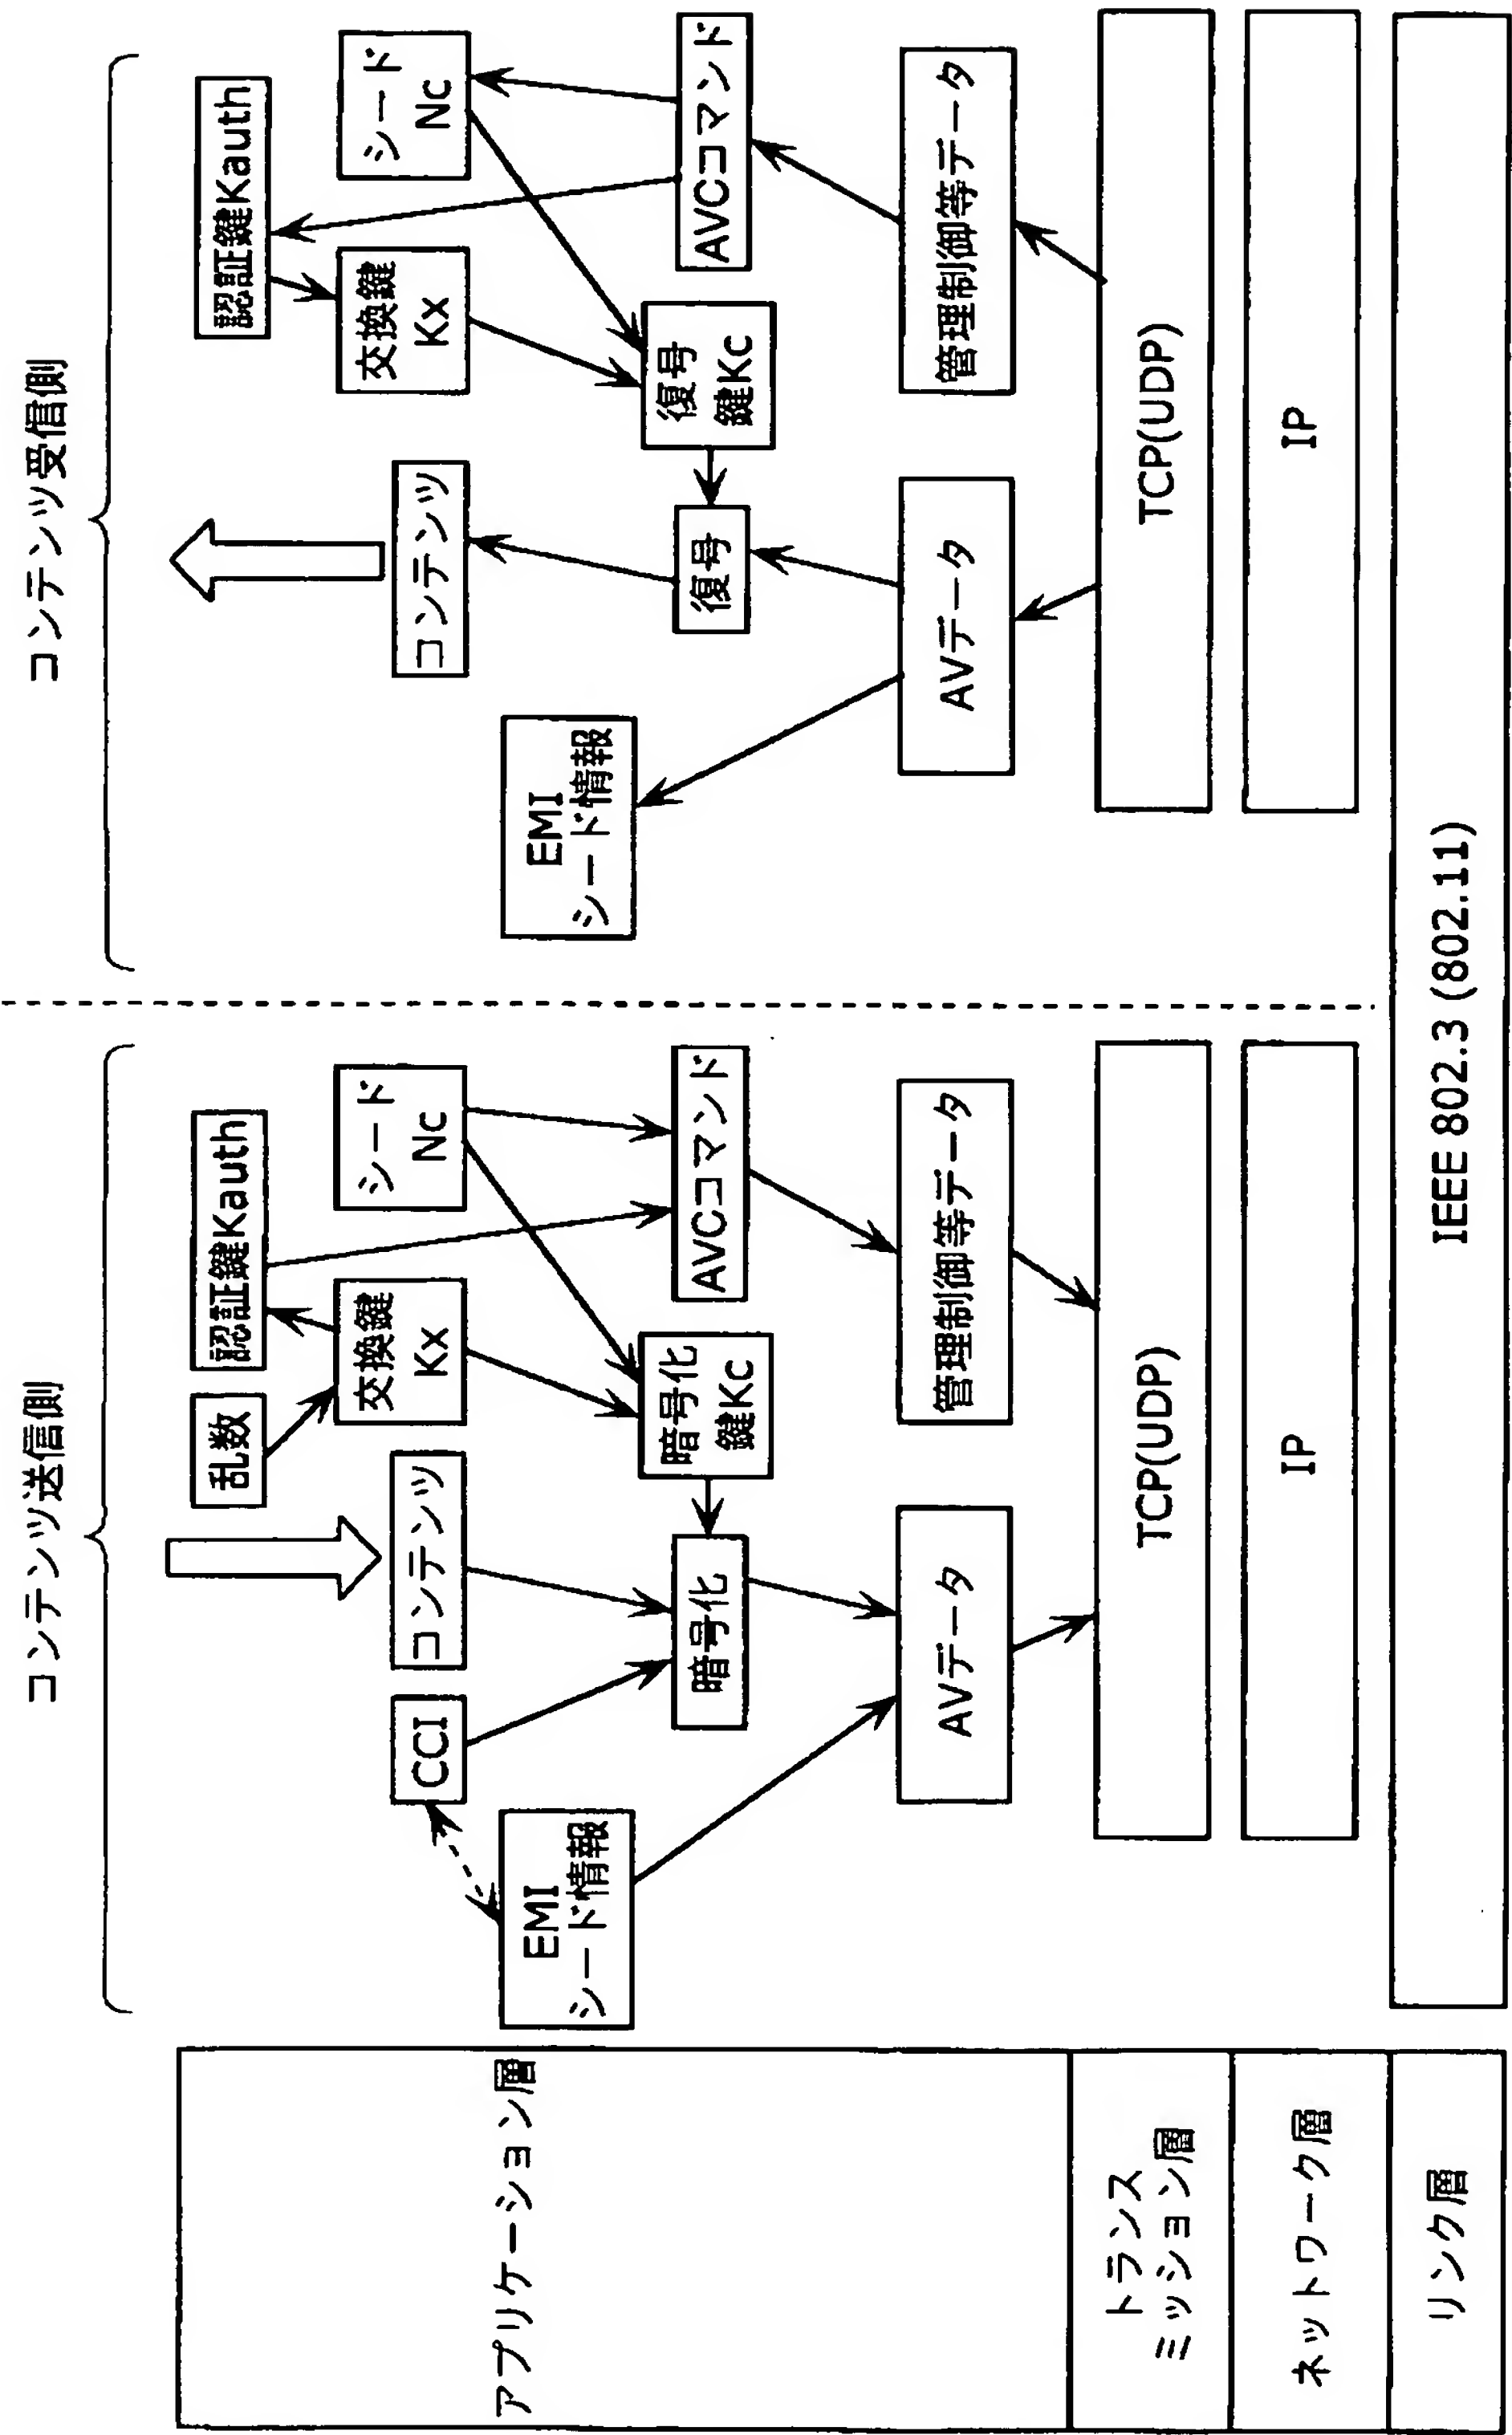 コンテンツ送信側
コンテンツ受信側
アプリケーション層
トランス
ミッション層
ネットワーク層
リンク層
乱数
認証鍵Kauth
CCI
コンテンツ
交換鍵
Kx
シード
Nc
EMI
シード情報
暗号化
暗号化
鍵Kc
AVCコマンド
AVデータ
管理制御等データ
TCP(UDP)
IP
認証鍵Kauth
コンテンツ
交換鍵
Kx
シード
Nc
EMI
シード情報
復号
復号
鍵Kc
AVCコマンド
AVデータ
管理制御等データ
TCP(UDP)
IP
IEEE 802.3 (802.11)